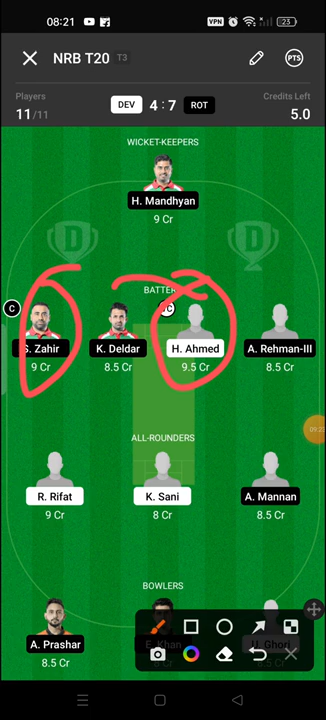 08:21
VPN
23
NRB T20 T3
PTS
Players
11/11
DEV 4 : 7 ROT
Credits Left
5.0
WICKET-KEEPERS
H. Mandhyan
9 Cr
BATTER
C
S. Zahir
9 Cr
K. Deldar
8.5 Cr
H. Ahmed
9.5 Cr
A. Rehman-III
8.5 Cr
ALL-ROUNDERS
R. Rifat
9 Cr
K. Sani
8 Cr
A. Mannan
8.5 Cr
BOWLERS
A. Prashar
8.5 Cr
E. Khan
U. Ghori